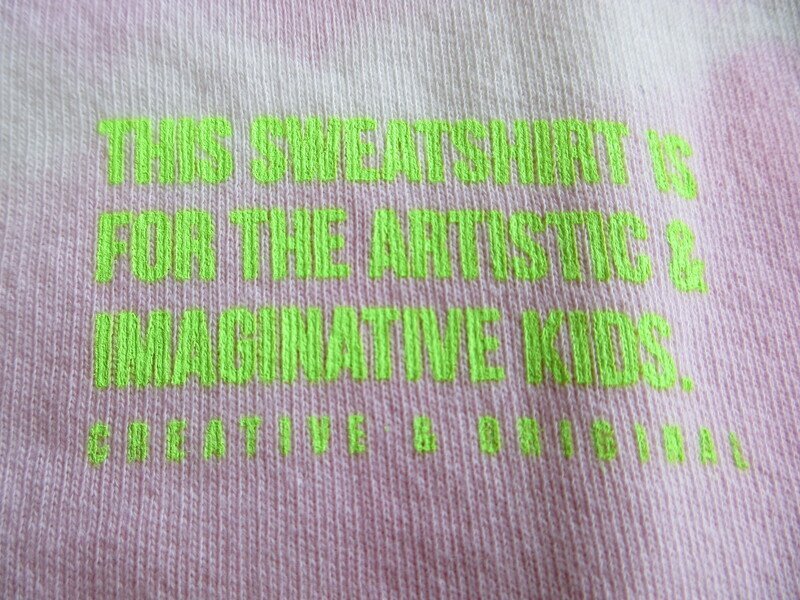 THIS SWEATSHIRT IS
FOR THE ARTISTIC &
IMAGINATIVE KIDS.
CREATIVE & ORIGINAL